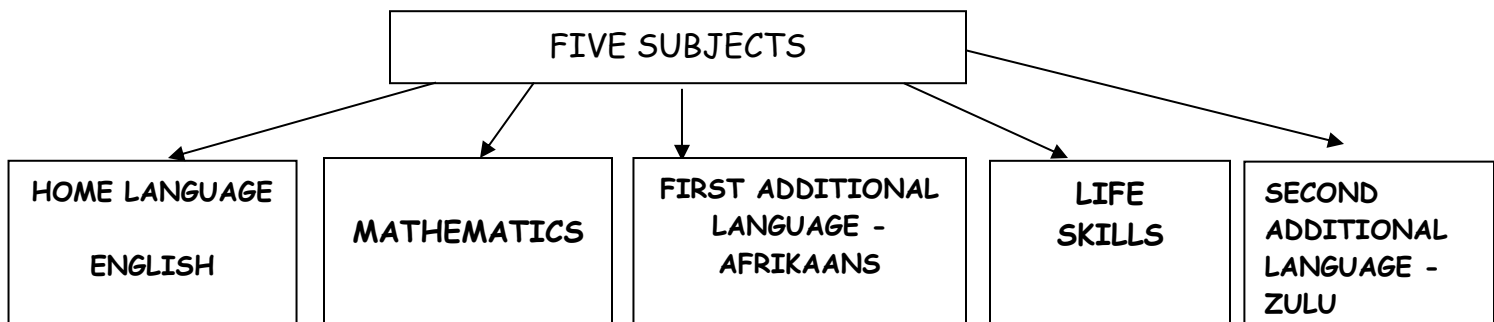 FIVE SUBJECTS
HOME LANGUAGE
ENGLISH
MATHEMATICS
FIRST ADDITIONAL
LANGUAGE -
AFRIKAANS
LIFE
SKILLS
SECOND
ADDITIONAL
LANGUAGE -
ZULU